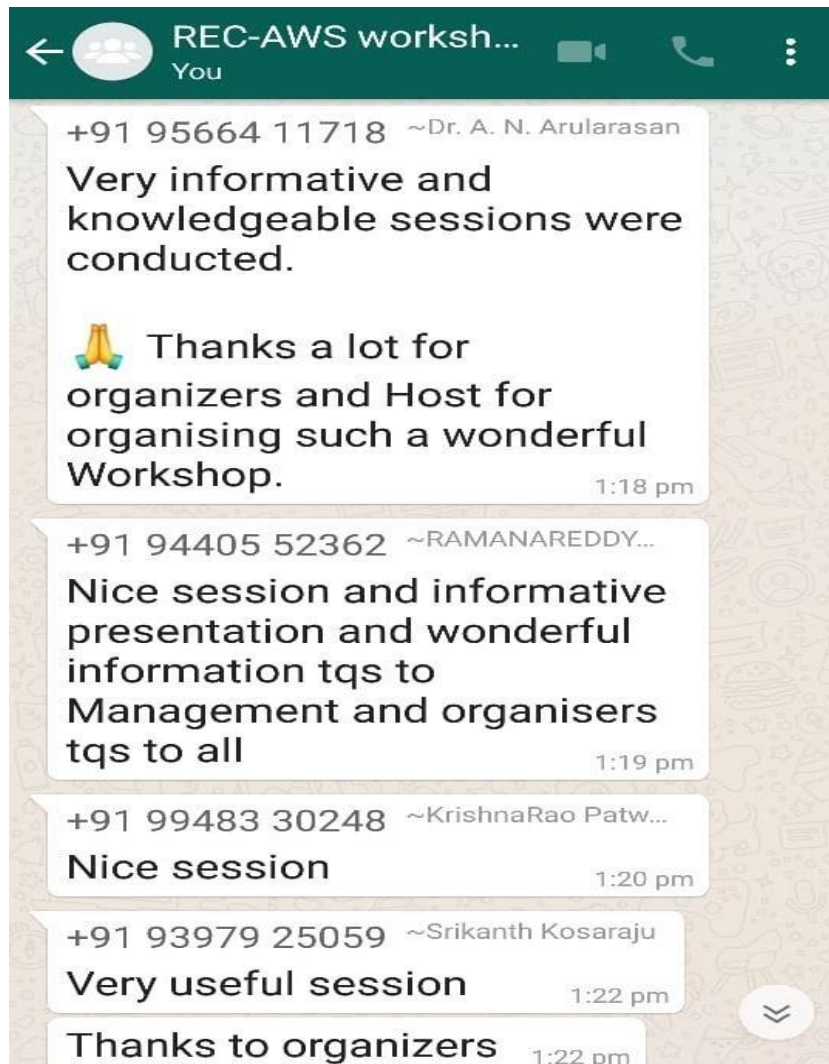 REC-AWS worksh...
You
+91 95664 11718 ~Dr. A. N. Arularasan
Very informative and
knowledgeable sessions were
conducted.
🙏 Thanks a lot for
organizers and Host for
organising such a wonderful
Workshop.
1:18 pm
+91 94405 52362 ~RAMANAREDDY...
Nice session and informative
presentation and wonderful
information tqs to
Management and organisers
tqs to all
1:19 pm
+91 99483 30248 ~KrishnaRao Patw...
Nice session
1:20 pm
+91 93979 25059 ~Srikanth Kosaraju
Very useful session
1:22 pm
Thanks to organizers
1:22 pm